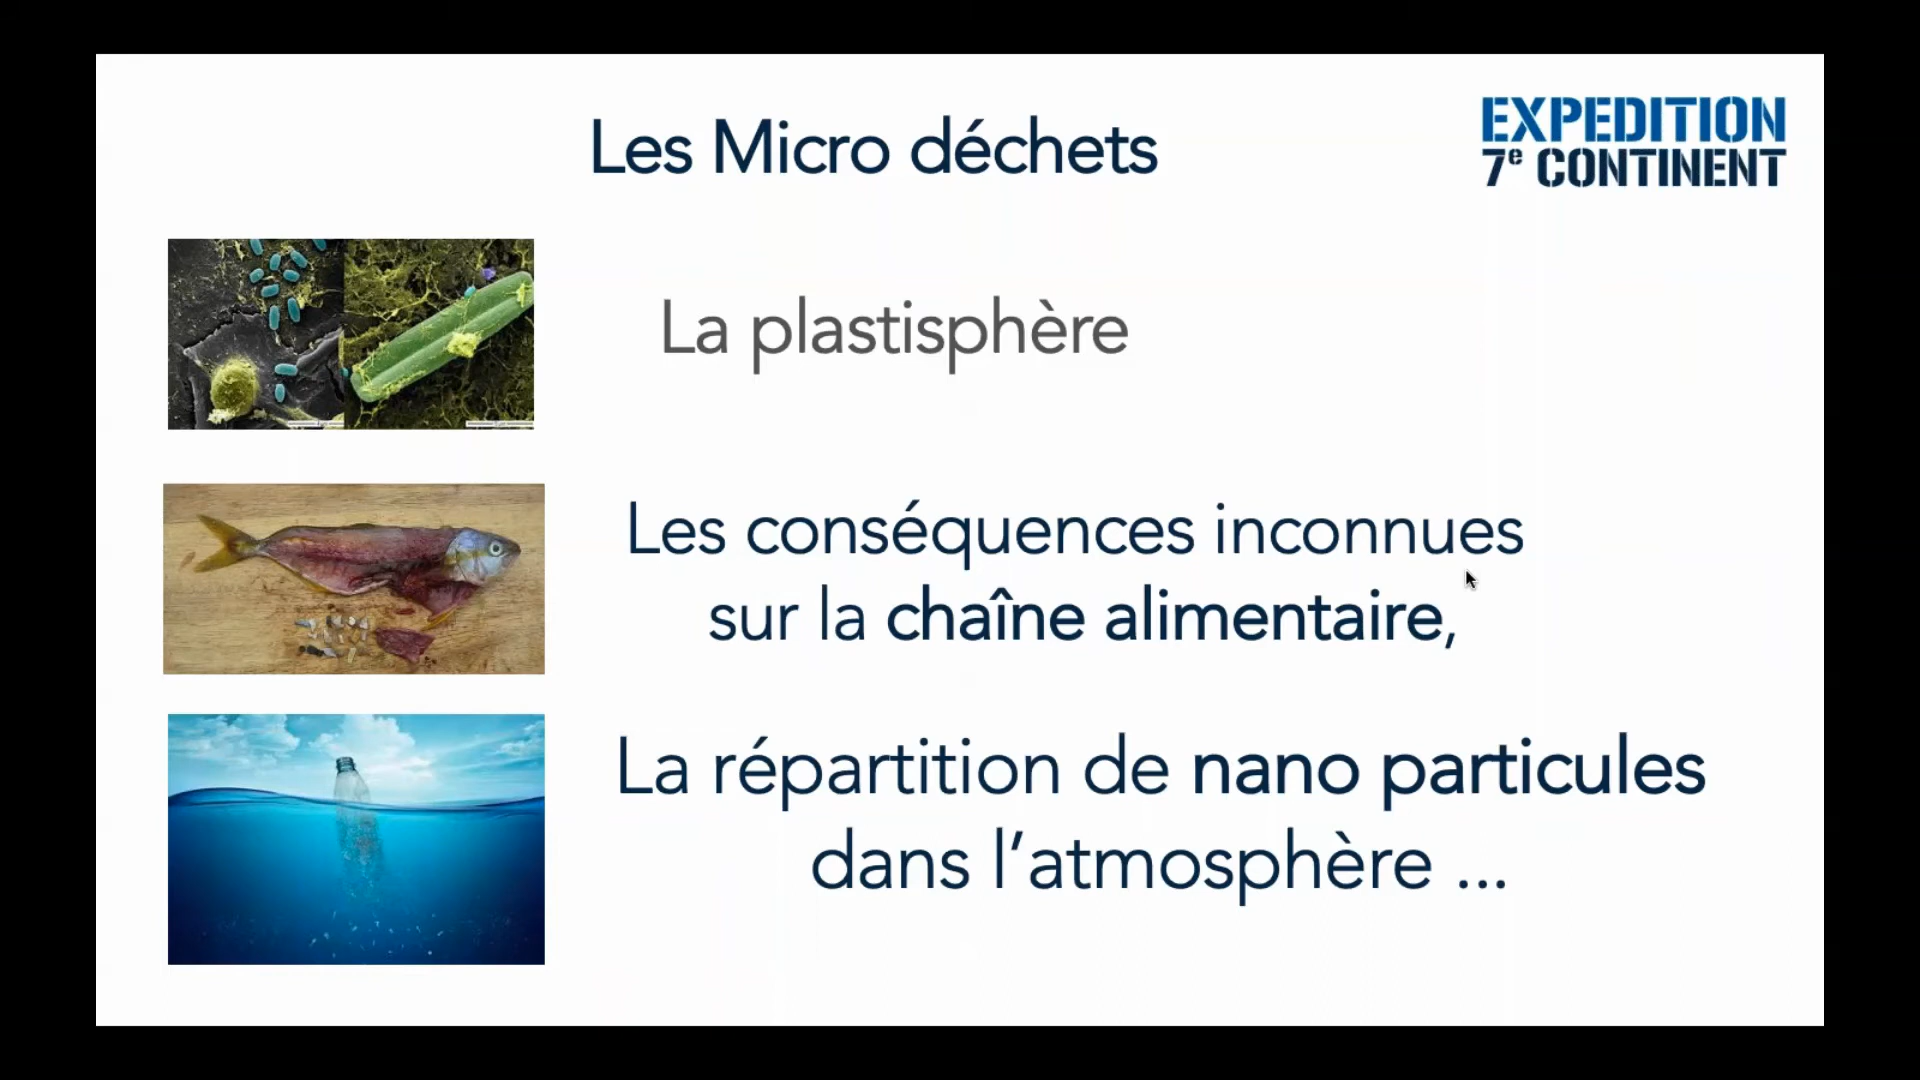 Les Micro déchets
EXPEDITION
7e CONTINENT
La plastisphère
Les conséquences inconnues
sur la chaîne alimentaire,
La répartition de nano particules
dans l’atmosphère ...